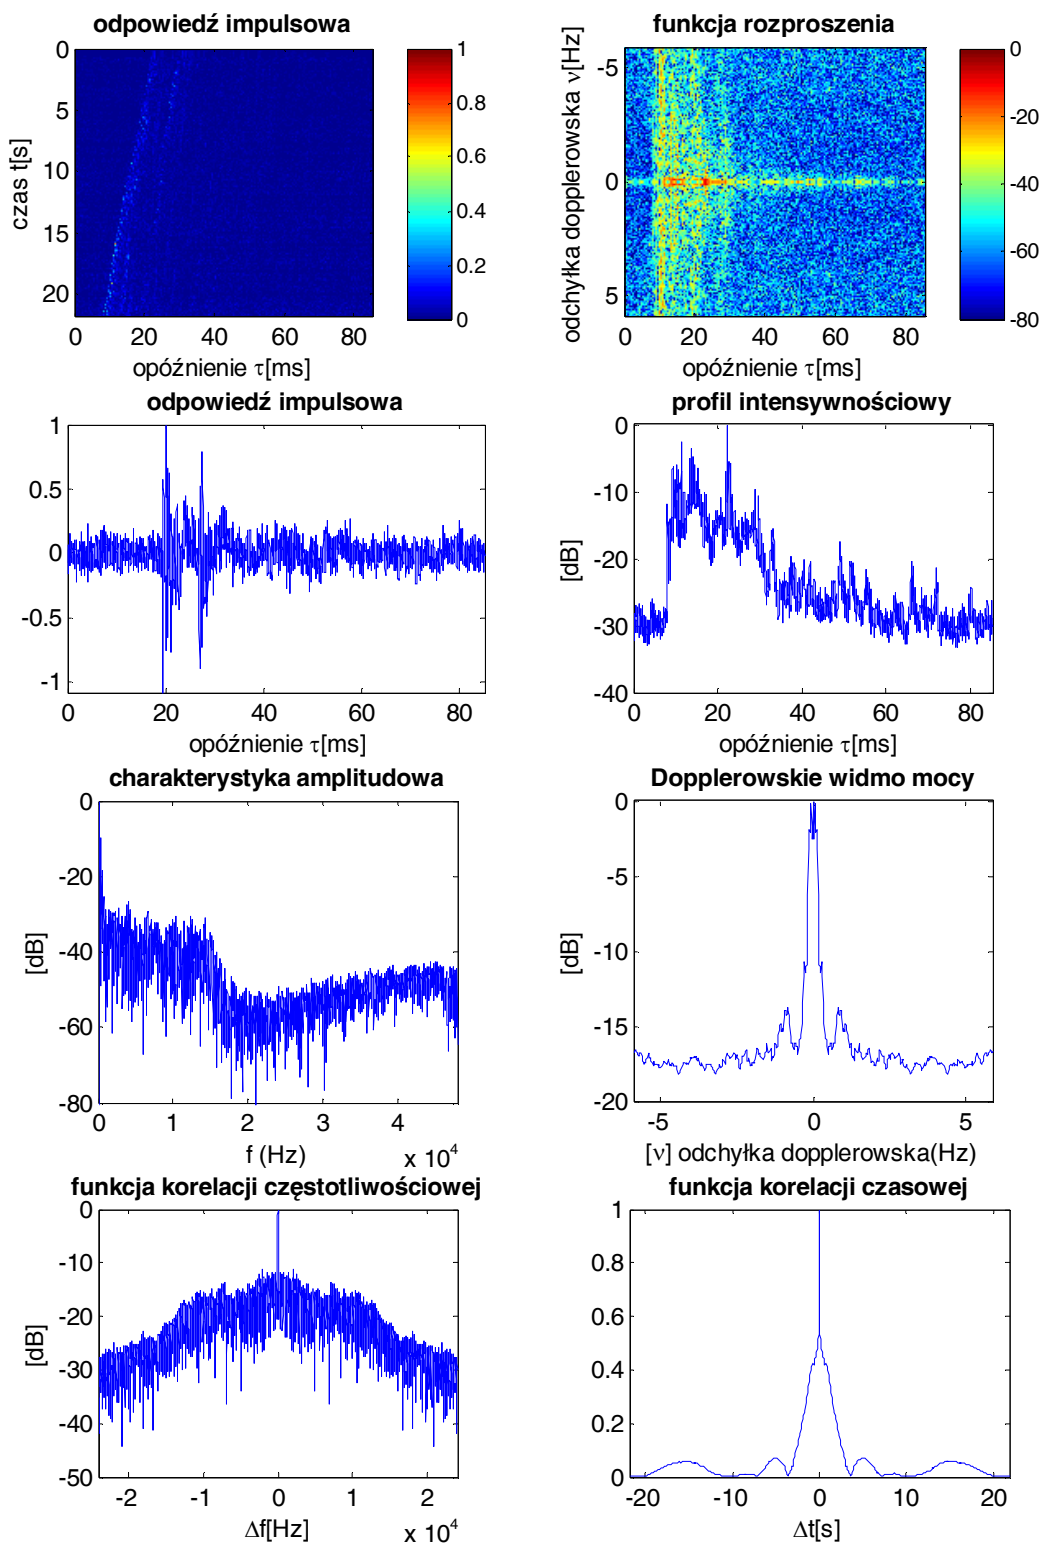 odpowiedź impulsowa
0
5
10
15
20
czas t[s]
0 20 40 60 80
opóźnienie τ[ms]
1
0.8
0.6
0.4
0.2
0
funkcja rozproszenia
-5
0
5
odchyłka dopplerowska ν[Hz]
0 20 40 60 80
opóźnienie τ[ms]
0
-20
-40
-60
-80
odpowiedź impulsowa
1
0.5
0
-0.5
-1
0 20 40 60 80
opóźnienie τ[ms]
profil intensywnościowy
0
-10
-20
-30
-40
[dB]
0 20 40 60 80
opóźnienie τ[ms]
charakterystyka amplitudowa
0
-20
-40
-60
-80
[dB]
0 2 4
f (Hz)
x 10⁴
Dopplerowskie widmo mocy
0
-5
-10
-15
-20
[dB]
-5 0 5
[ν] odchyłka dopplerowska(Hz)
funkcja korelacji częstotliwościowej
0
-10
-20
-30
-40
-50
[dB]
-2 -1 0 1 2
Δf[Hz]
x 10⁴
funkcja korelacji czasowej
1
0.8
0.6
0.4
0.2
0
-20 -10 0 10 20
Δt[s]